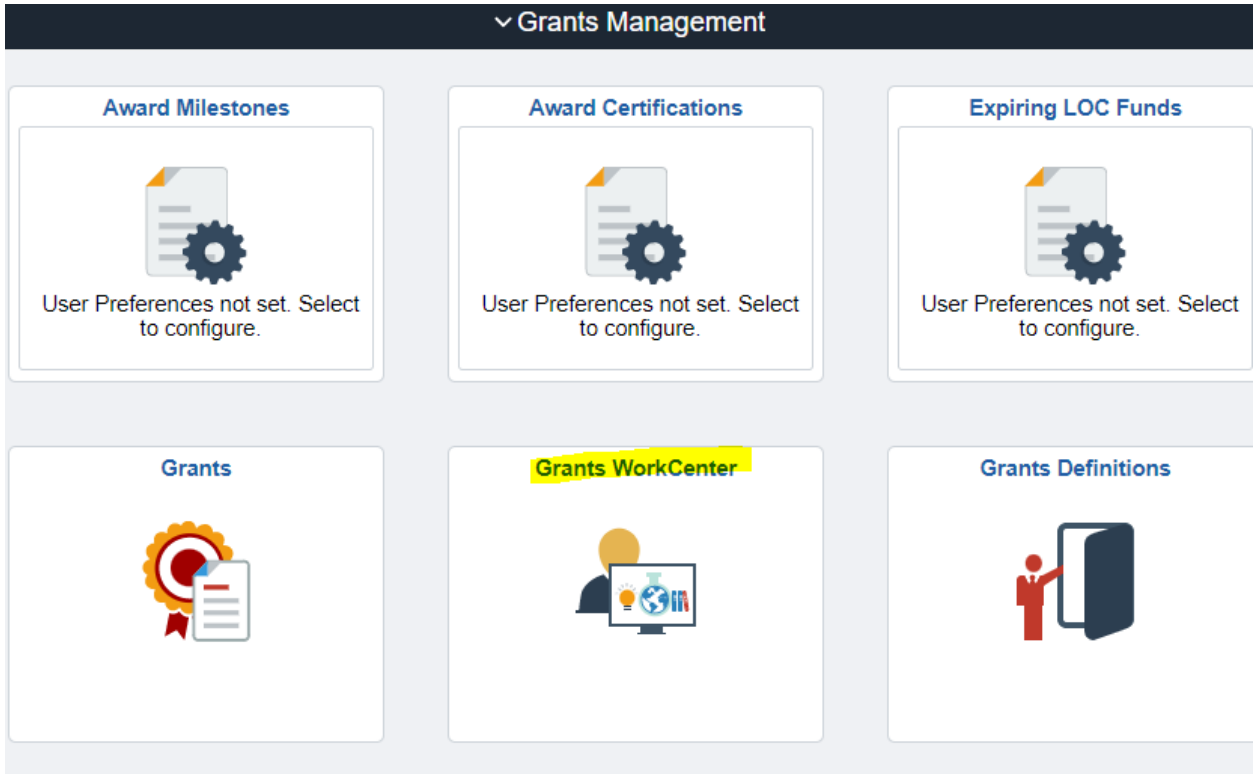 Grants Management
Award Milestones
User Preferences not set. Select
to configure.
Award Certifications
User Preferences not set. Select
to configure.
Expiring LOC Funds
User Preferences not set. Select
to configure.
Grants
Grants WorkCenter
Grants Definitions